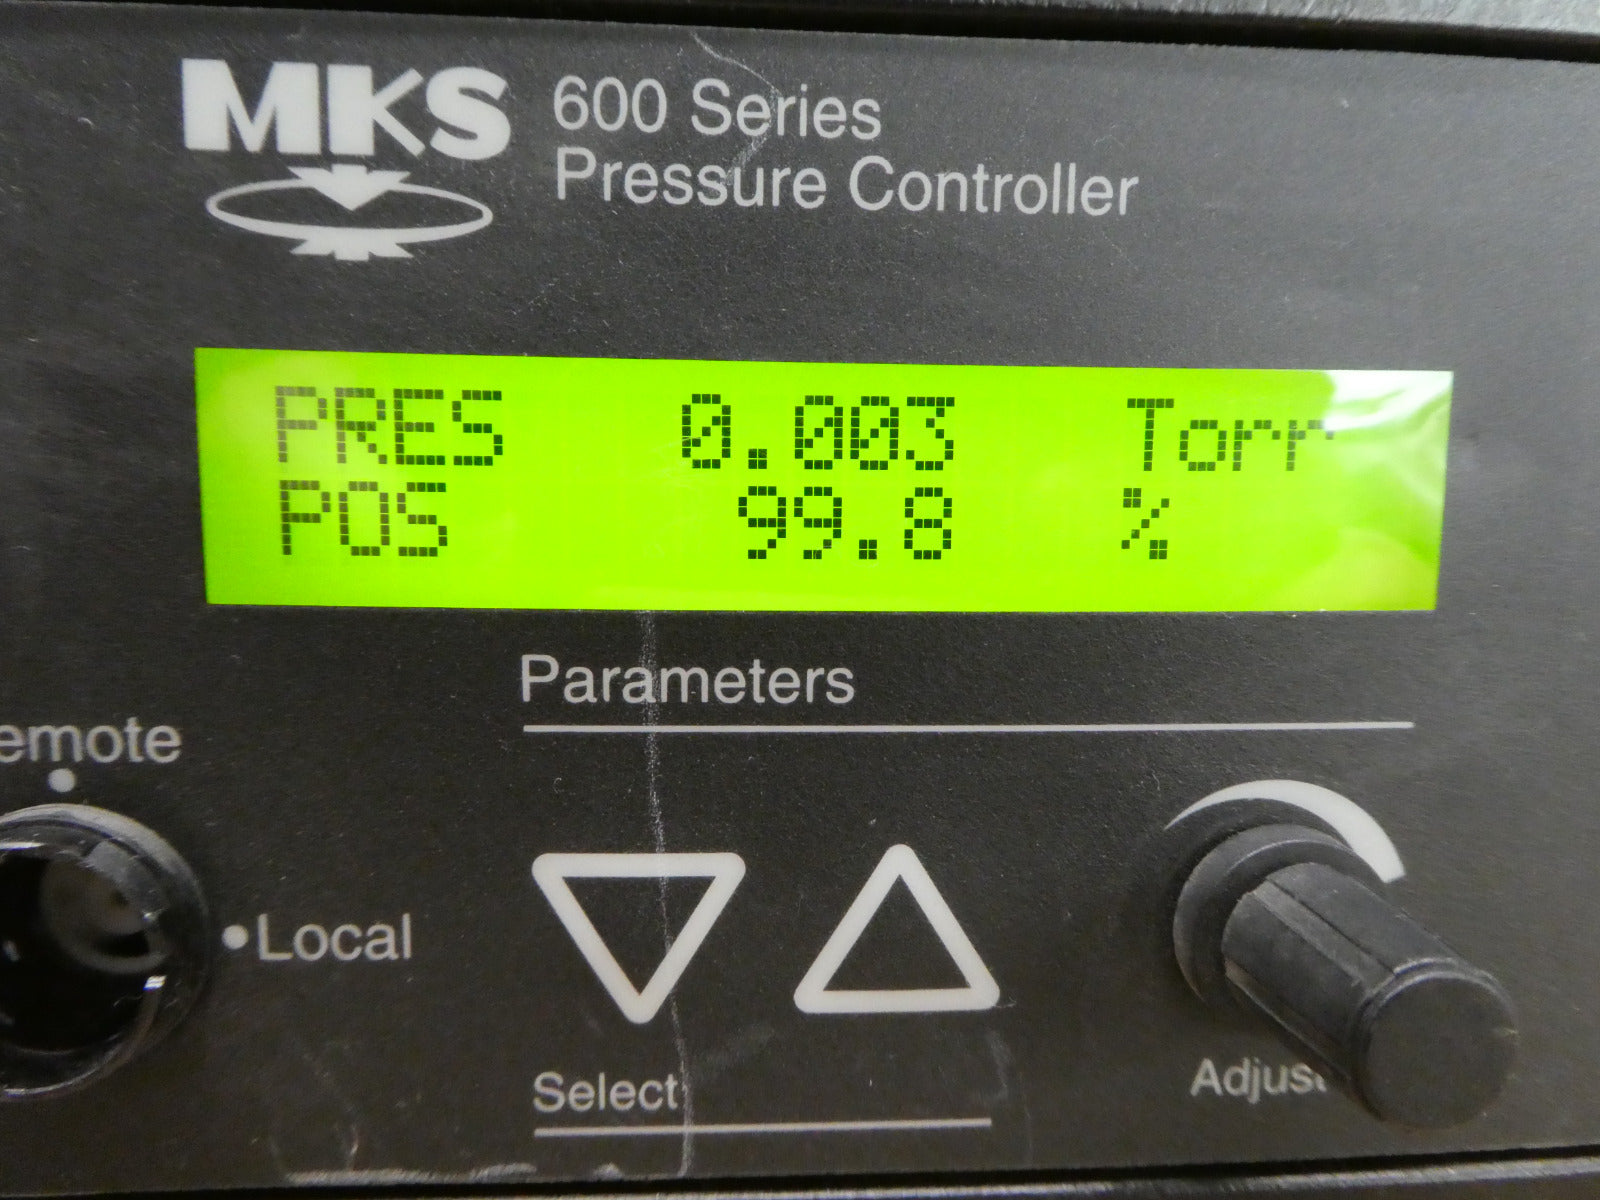 MKS
600 Series
Pressure Controller
PRES 0.003 Torr
POS 99.8 %
Parameters
emote
Local
Select
Adjust